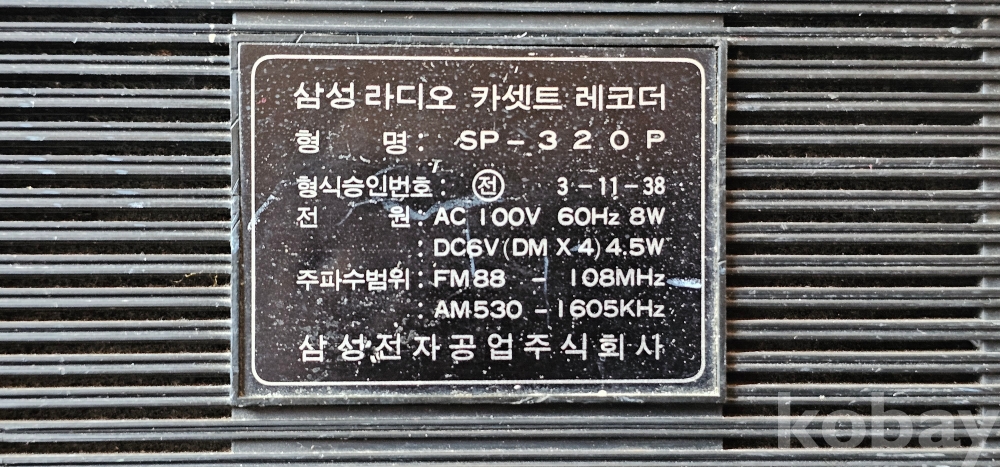 삼성 라디오 카셋트 레코더
형 명 : SP-320P
형식승인번호 : ㉠ 3-11-38
전 원 : AC 100V 60Hz 8W
: DC6V (DM X 4) 4.5W
주파수범위 : FM88 - 108MHz
: AM530 - 1605KHz
삼성전자공업주식회사
kobay